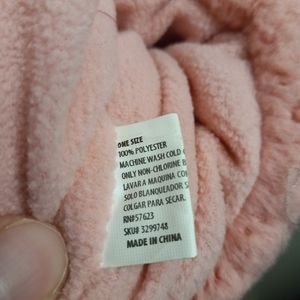 ONE SIZE
100% POLYESTER
MACHINE WASH COLD
ONLY NON-CHLORINE
LAVAR A MAQUINA CON
SOLO BLANQUEADOR
COLGAR PARA SECAR.
RN#57623
SKU# 3299748
MADE IN CHINA